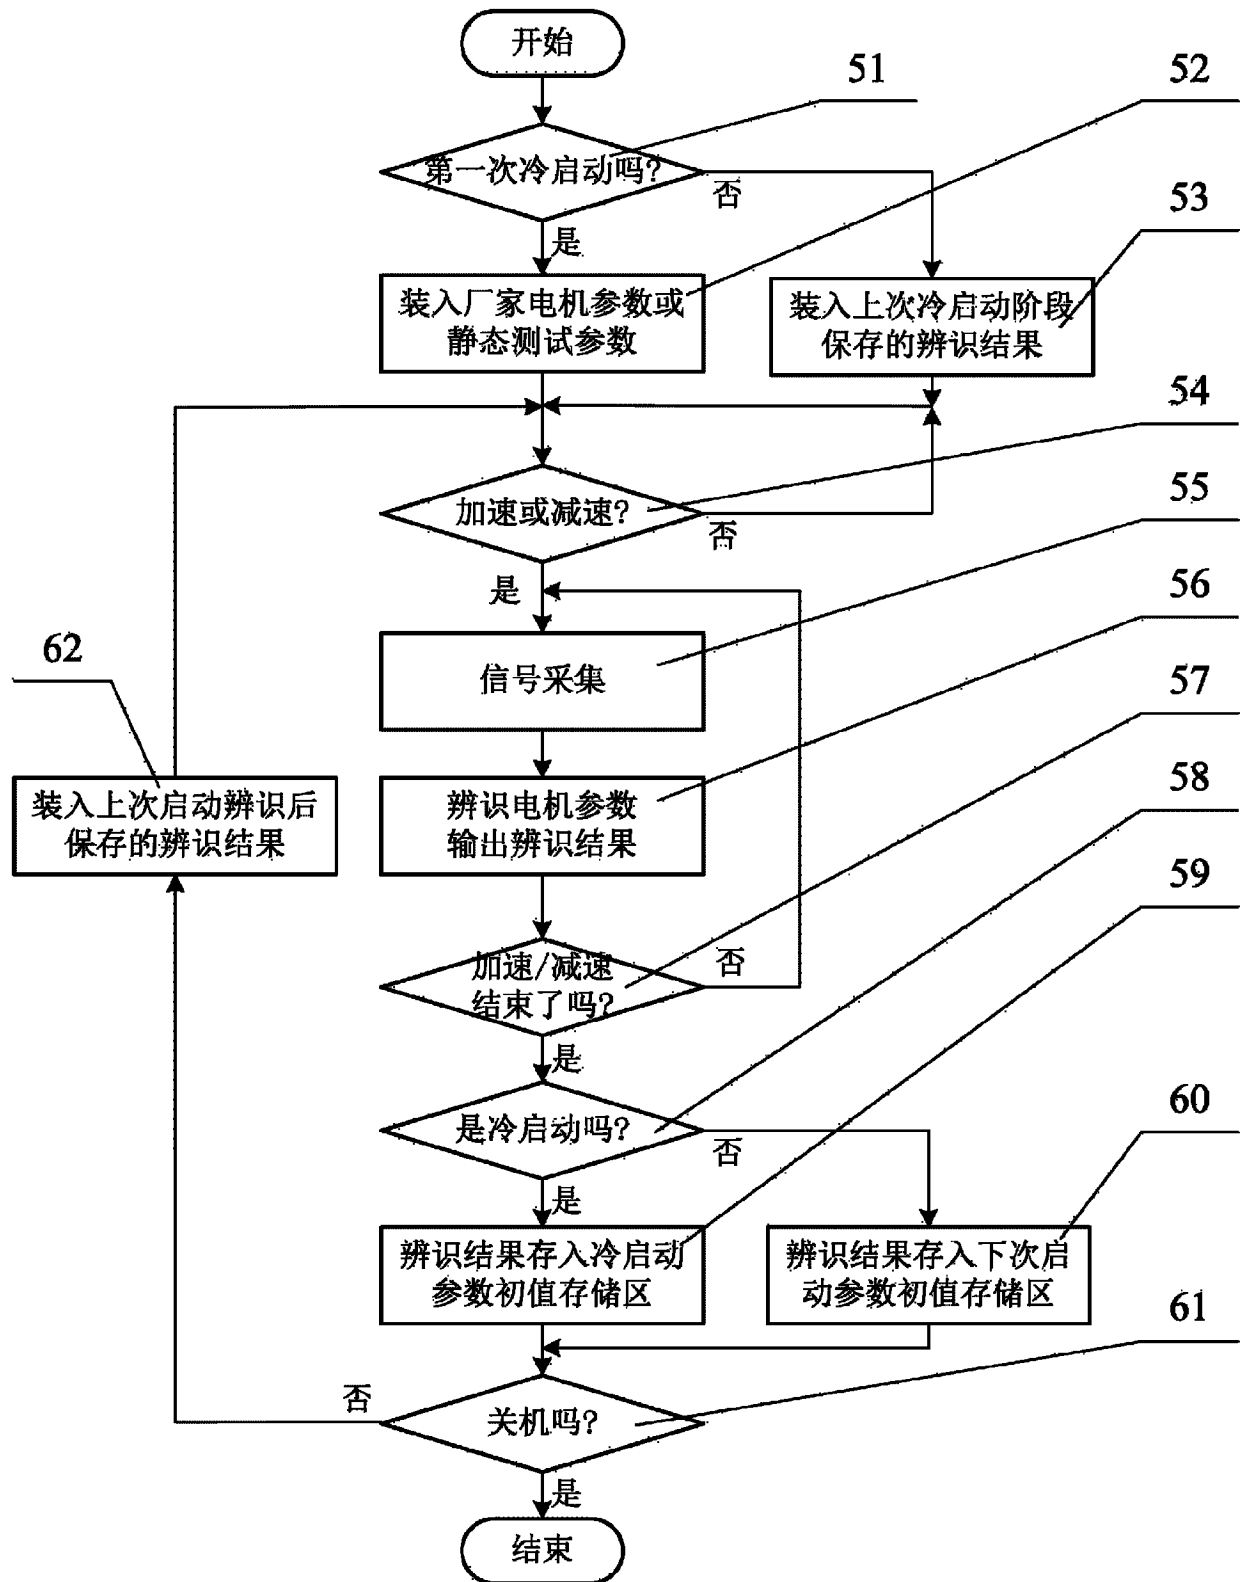 开始
51
52
第一次冷启动吗?
否
53
是
装入厂家电机参数或
静态测试参数
装入上次冷启动阶段
保存的辨识结果
54
加速或减速?
否
55
是
56
62
信号采集
57
58
装入上次启动辨识后
保存的辨识结果
辨识电机参数
输出辨识结果
59
加速/减速
结束了吗?
否
是
60
是冷启动吗?
否
是
辨识结果存入冷启动
参数初值存储区
辨识结果存入下次启
动参数初值存储区
61
否
关机吗?
是
结束